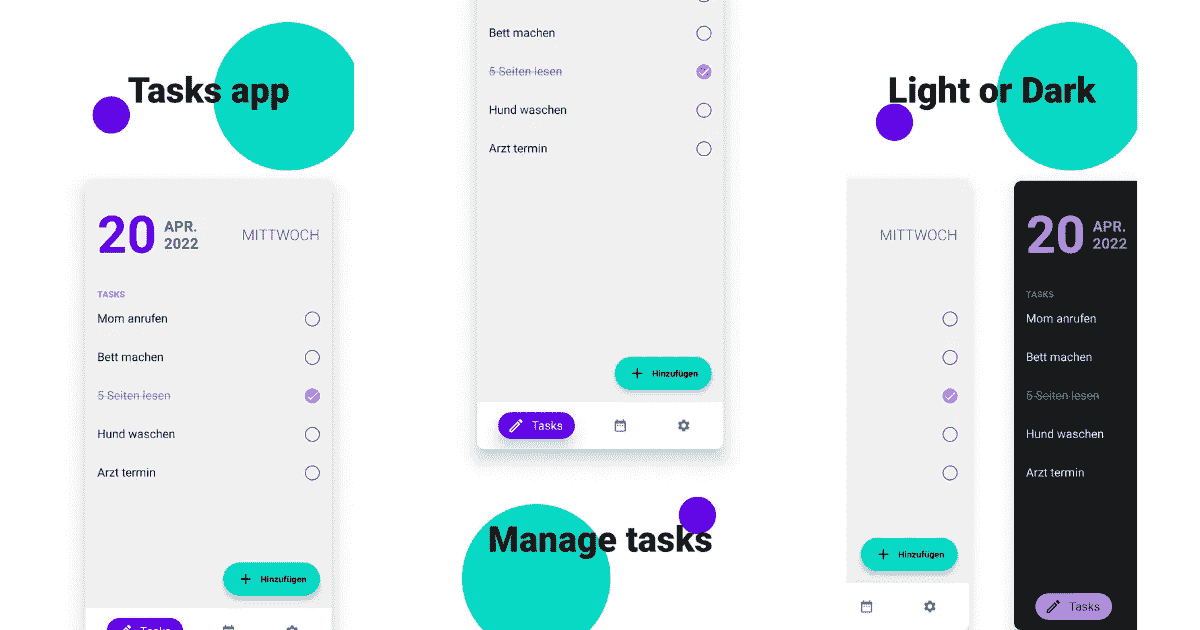 Tasks app
20 APR. 2022 MITTWOCH
TASKS
Mom anrufen
Bett machen
5 Seiten lesen
Hund waschen
Arzt termin
+ Hinzufügen
Tasks
Bett machen
5 Seiten lesen
Hund waschen
Arzt termin
+ Hinzufügen
Tasks
Manage tasks
Light or Dark
MITTWOCH
+ Hinzufügen
20 APR. 2022
TASKS
Mom anrufen
Bett machen
5 Seiten lesen
Hund waschen
Arzt termin
Tasks